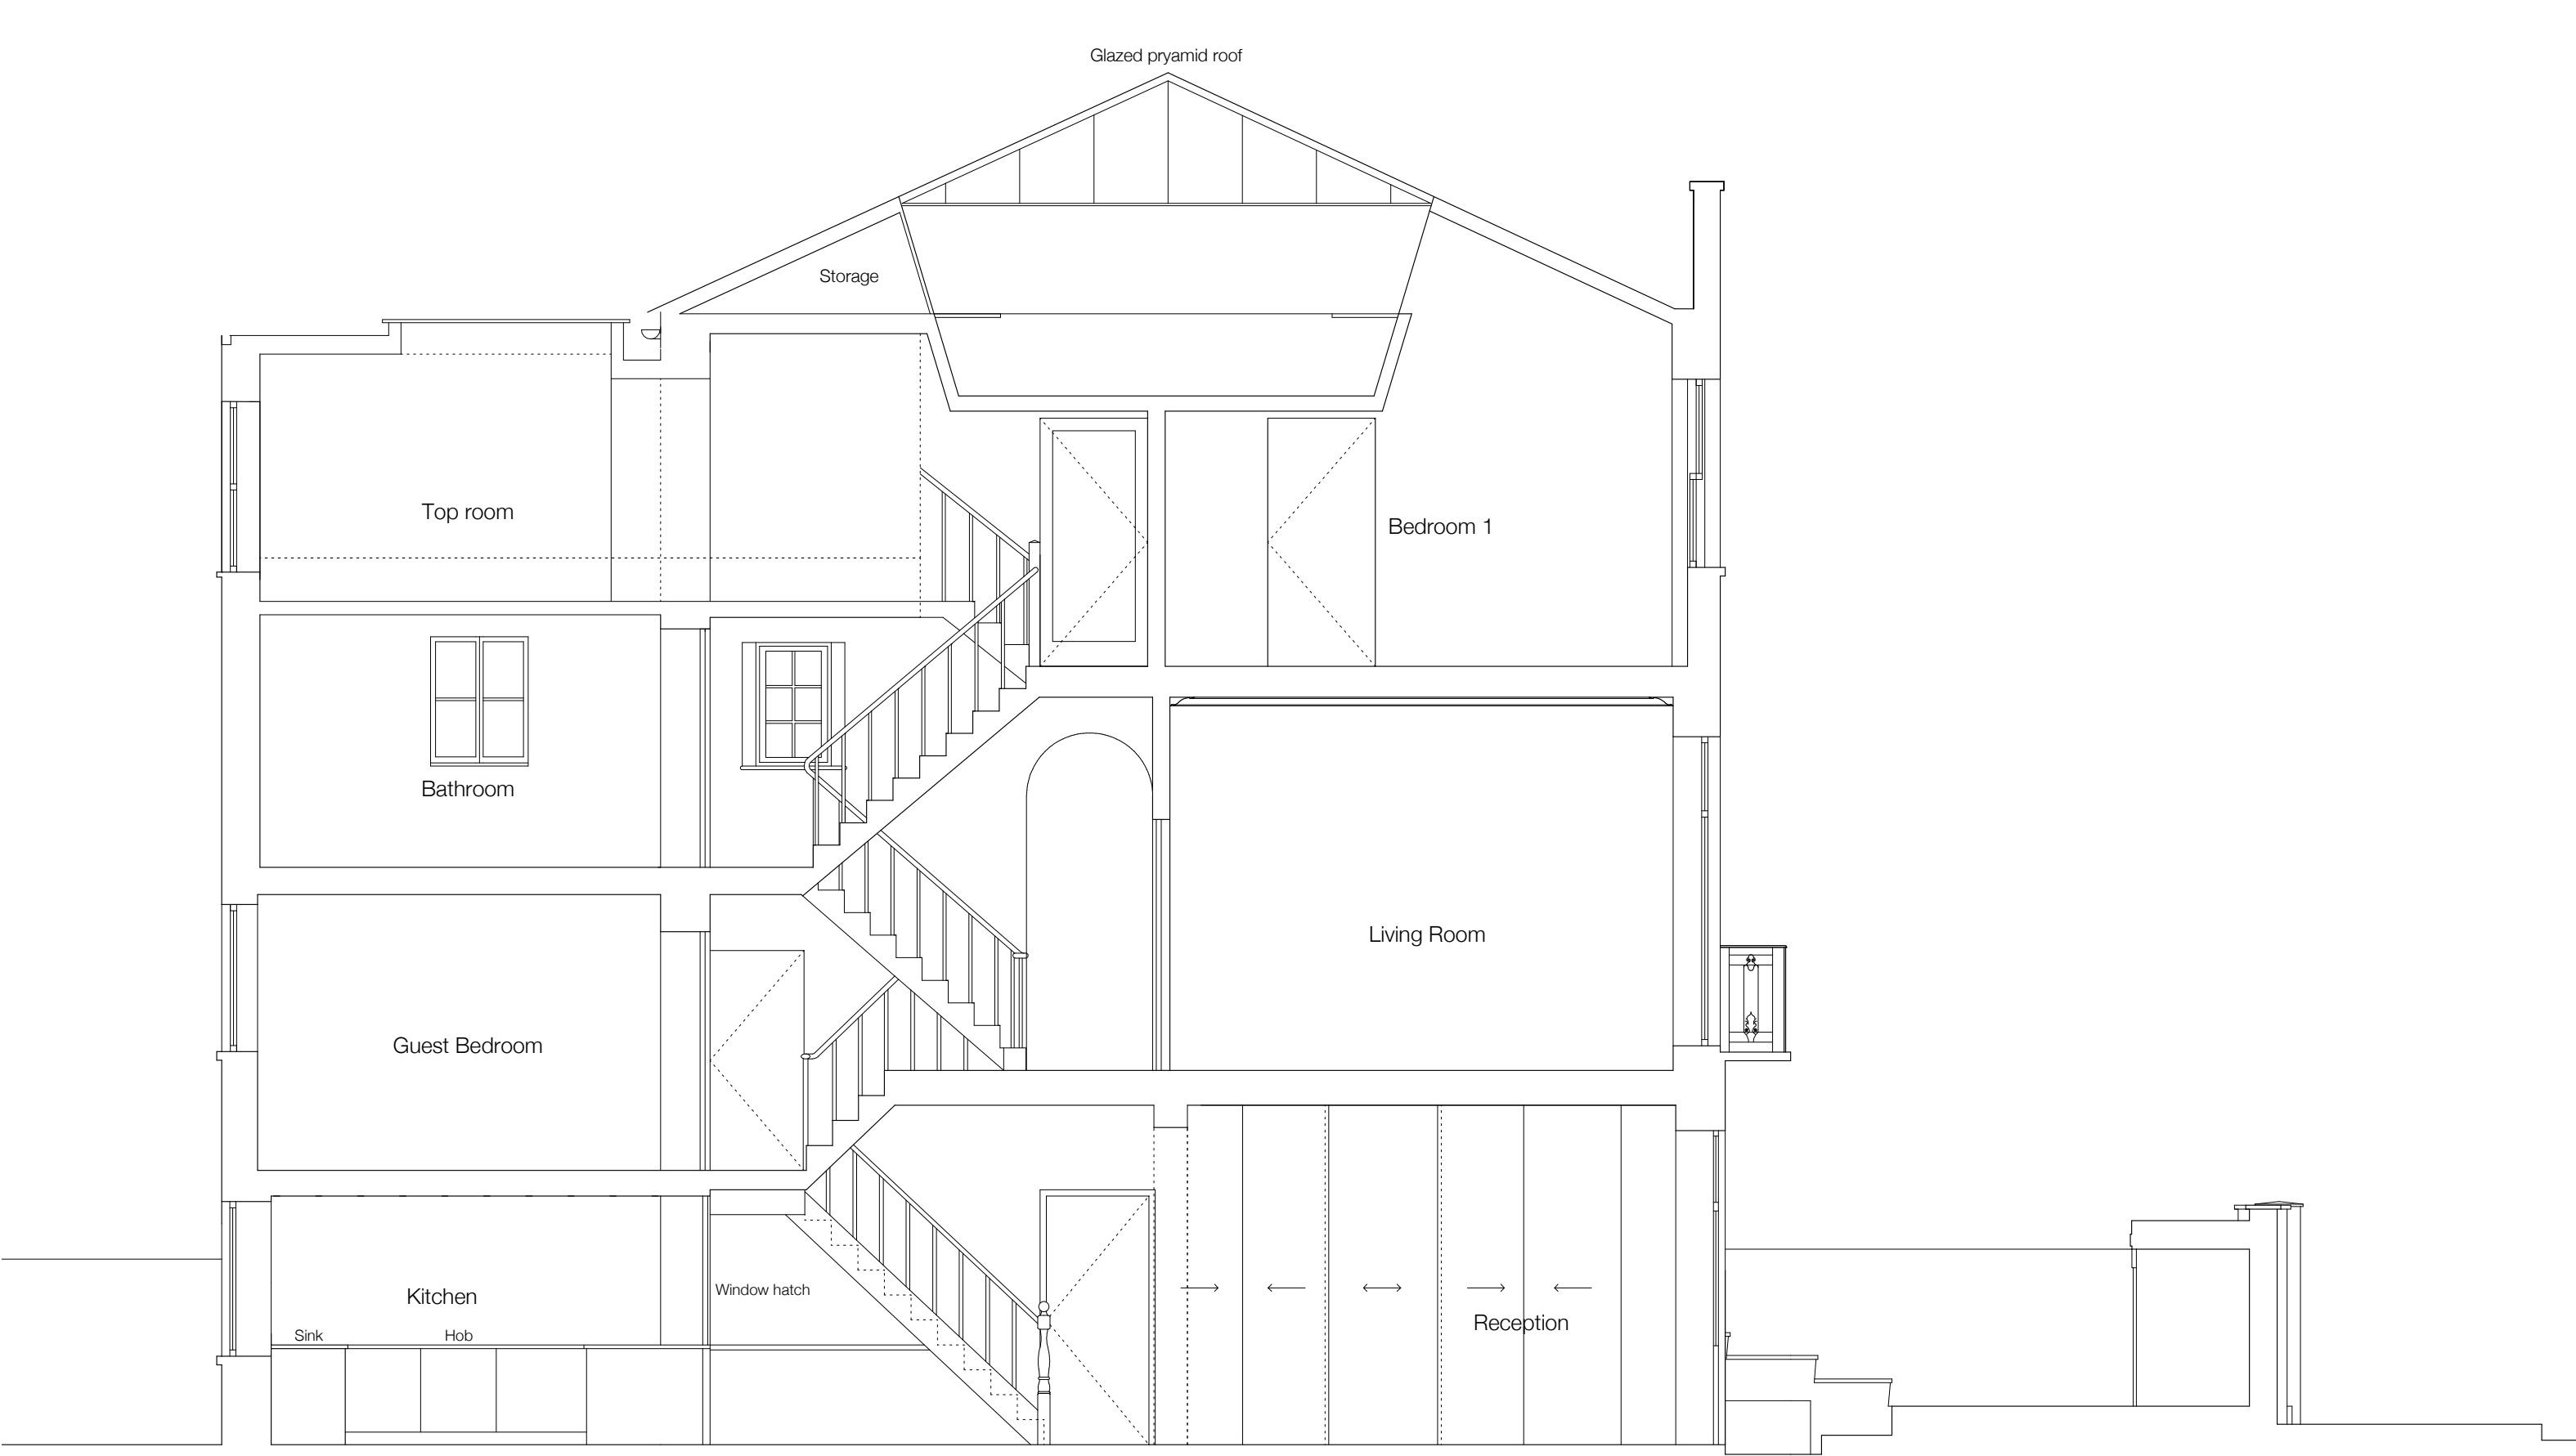 Glazed pryamid roof
Storage
Top room
Bedroom 1
Bathroom
Living Room
Guest Bedroom
Window hatch
Kitchen
Reception
Sink
Hob